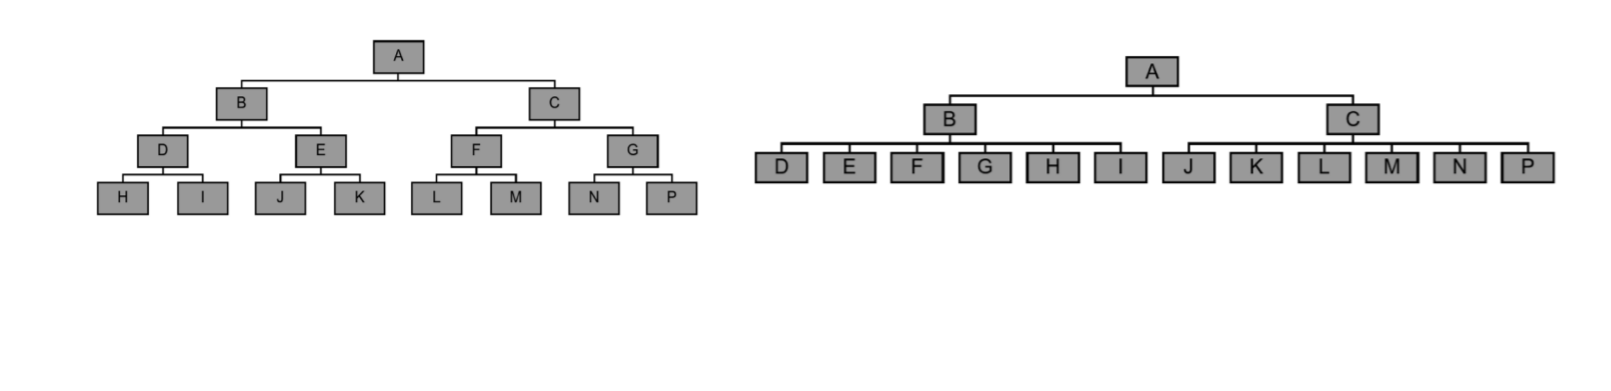 A
B C
D E F G
H I J K L M N P
A
B C
D E F G H I J K L M N P